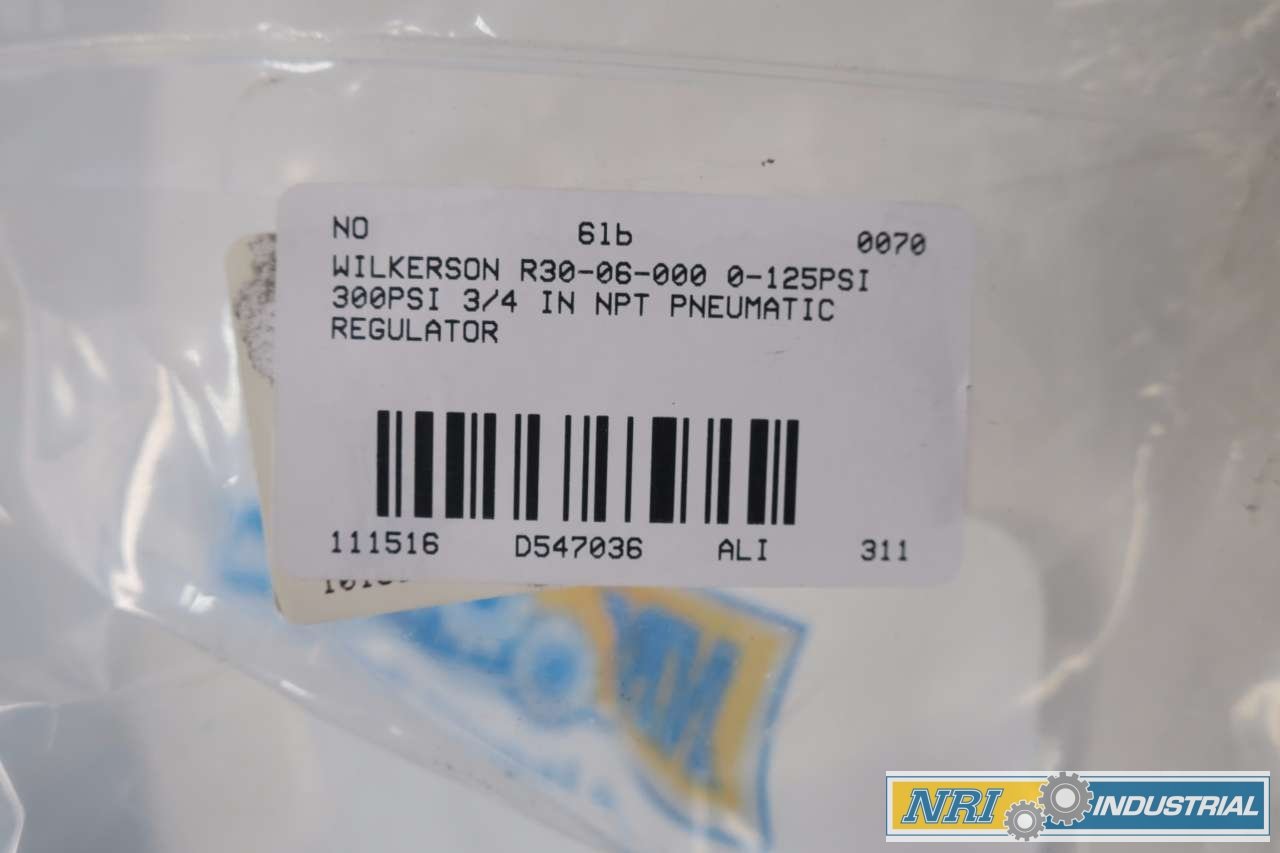 NO 6lb 0070
WILKERSON R30-06-000 0-125PSI
300PSI 3/4 IN NPT PNEUMATIC
REGULATOR
111516 D547036 ALI 311
NRI INDUSTRIAL